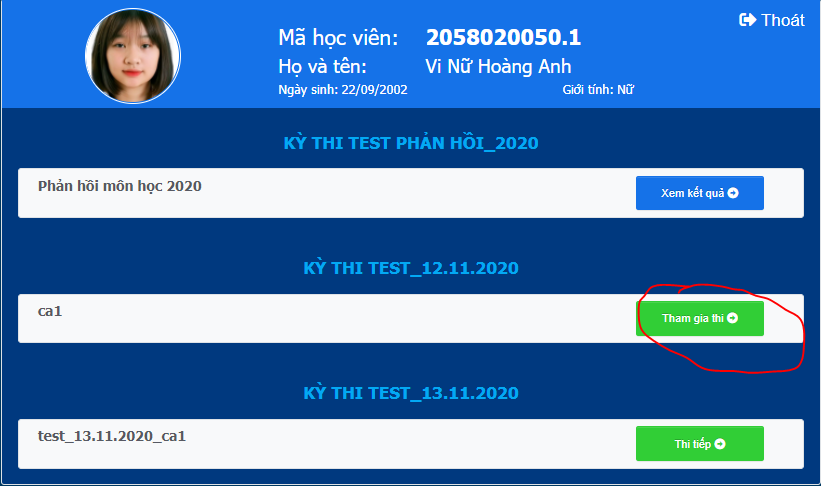 Thoát
Mã học viên: 2058020050.1
Họ và tên: Vi Nữ Hoàng Anh
Ngày sinh: 22/09/2002 Giới tính: Nữ
KỲ THI TEST PHẢN HỒI_2020
Phản hồi môn học 2020 Xem kết quả
KỲ THI TEST_12.11.2020
ca1 Tham gia thi
KỲ THI TEST_13.11.2020
test_13.11.2020_ca1 Thi tiếp